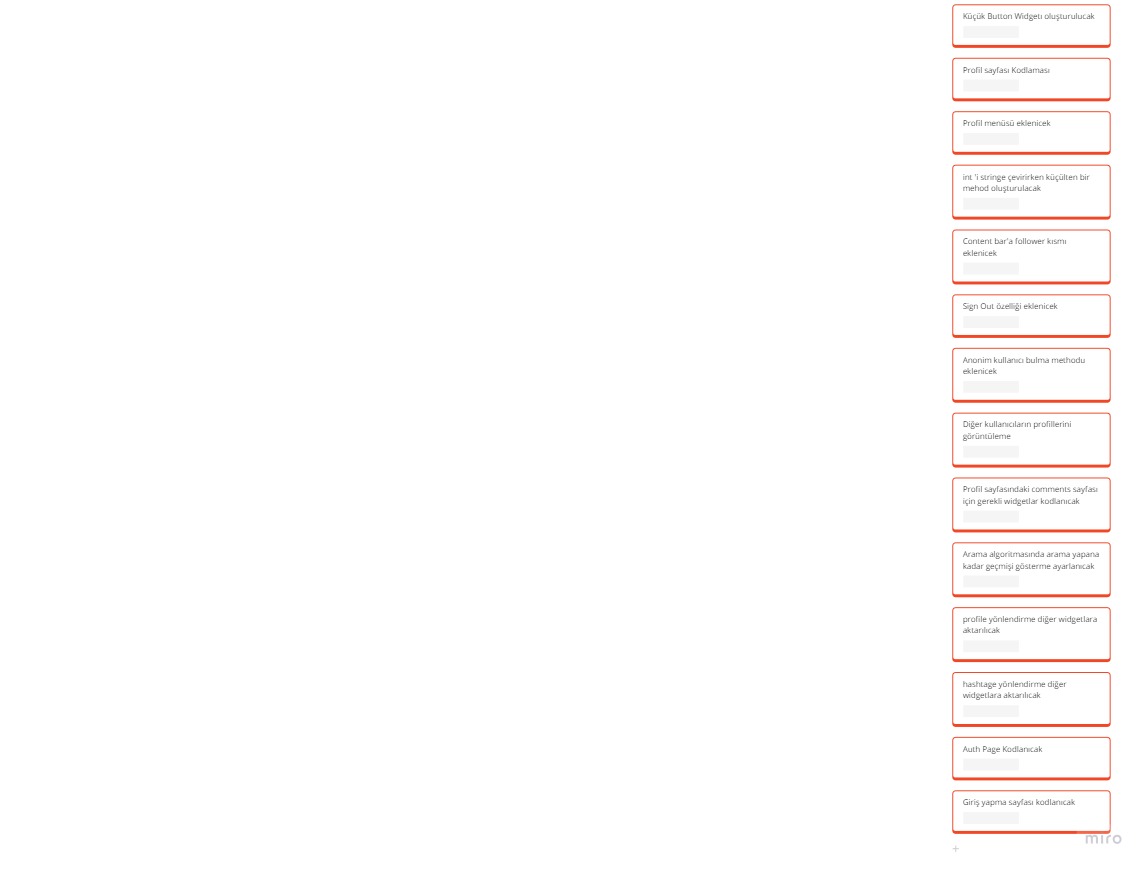 Küçük Button Widgetı oluşturulucak
Profil sayfası Kodlaması
Profil menüsü eklenicek
int 'i stringe çevirirken küçülten bir
mehod oluşturulacak
Content bar'a follower kısmı
eklenicek
Sign Out özelliği eklenicek
Anonim kullanıcı bulma methodu
eklenicek
Diğer kullanıcıların profillerini
görüntüleme
Profil sayfasındaki comments sayfası
için gerekli widgetlar kodlanıcak
Arama algoritmasında arama yapana
kadar geçmişi gösterme ayarlanıcak
profile yönlendirme diğer widgetlara
aktarılıcak
hashtage yönlendirme diğer
widgetlara aktarılıcak
Auth Page Kodlanıcak
Giriş yapma sayfası kodlanıcak
miro
+